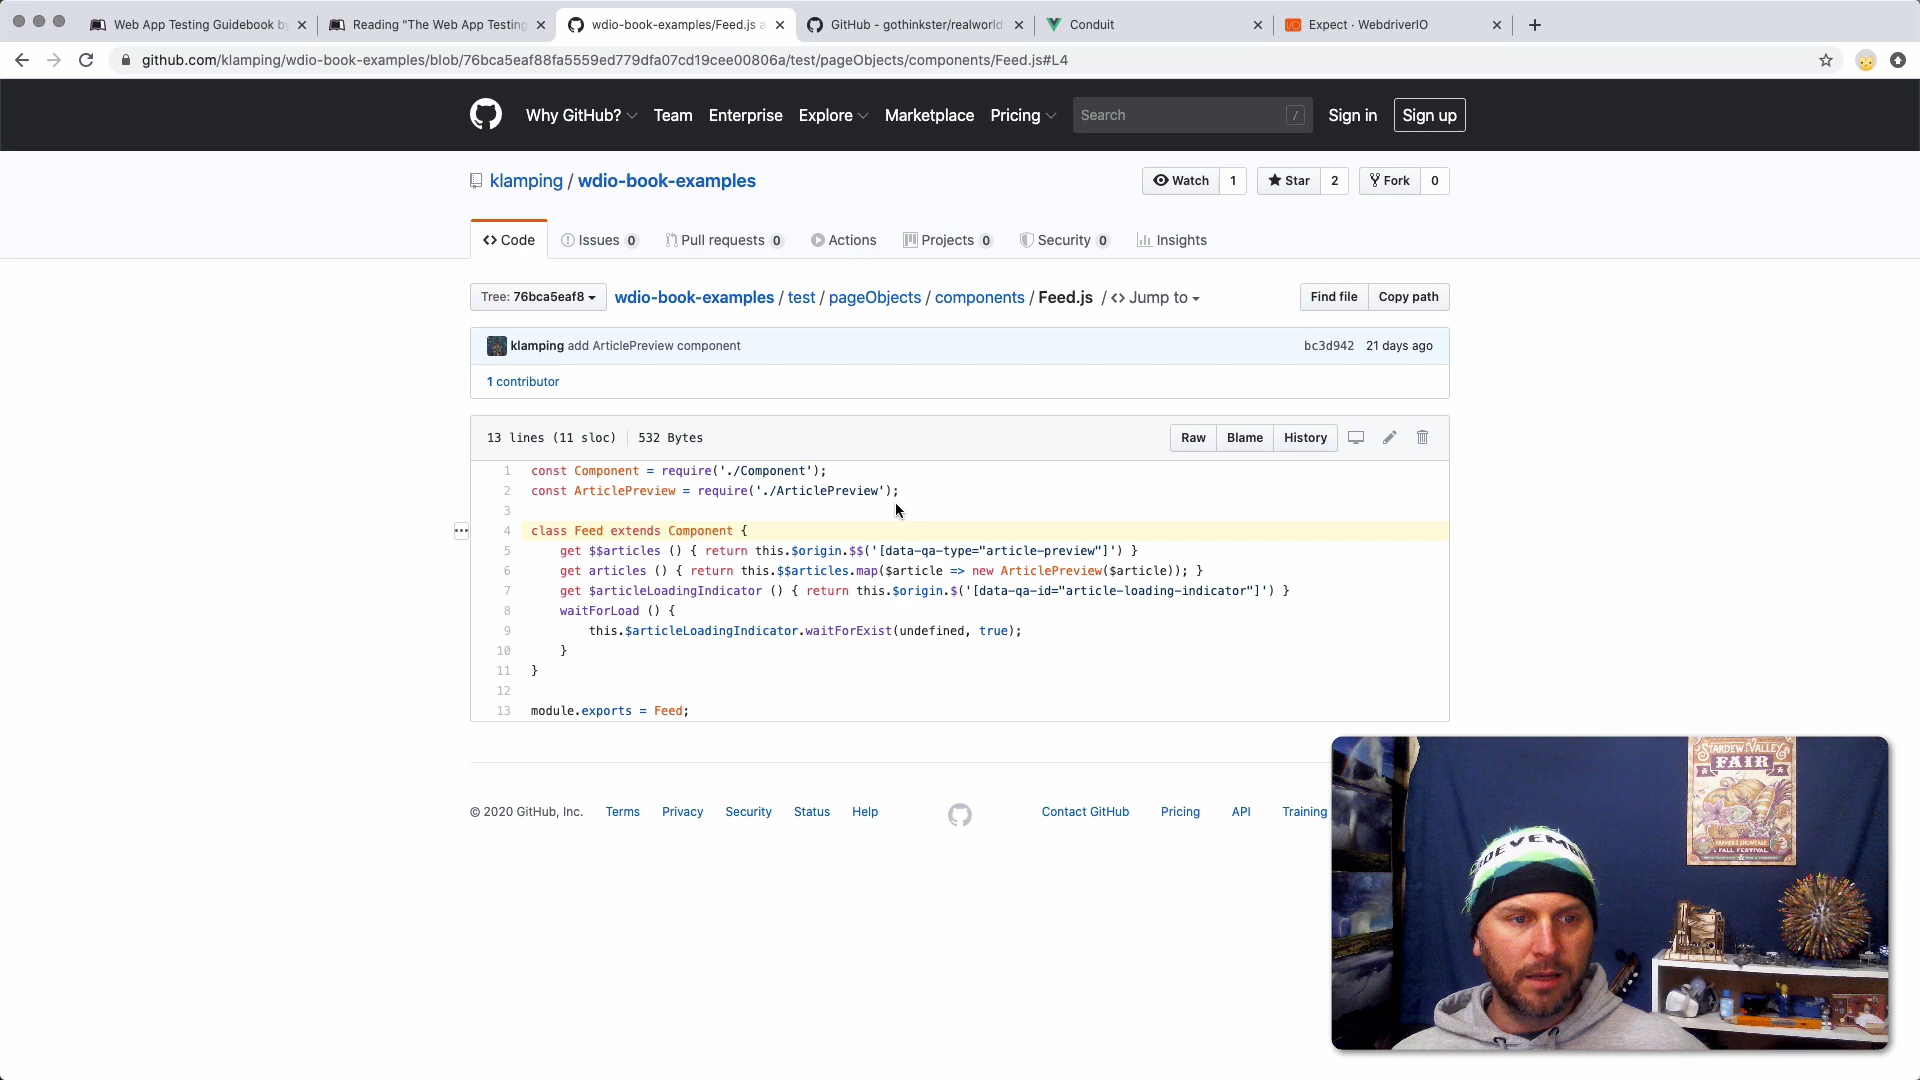 Web App Testing Guidebook by
Reading "The Web App Testing
wdio-book-examples/Feed.js a
GitHub - gothinkster/realworld
Conduit
Expect · WebdriverIO
github.com/klamping/wdio-book-examples/blob/76bca5eaf88fa5559ed779dfa07cd19cee00806a/test/pageObjects/components/Feed.js#L4
Why GitHub? Team Enterprise Explore Marketplace Pricing Search / Sign in Sign up
klamping / wdio-book-examples
Watch 1 Star 2 Fork 0
<> Code Issues 0 Pull requests 0 Actions Projects 0 Security 0 Insights
Tree: 76bca5eaf8 wdio-book-examples / test / pageObjects / components / Feed.js / <> Jump to Find file Copy path
klamping add ArticlePreview component bc3d942 21 days ago
1 contributor
13 lines (11 sloc) 532 Bytes Raw Blame History
1 const Component = require('./Component');
2 const ArticlePreview = require('./ArticlePreview');
3
4 class Feed extends Component {
5 get $$articles () { return this.$origin.$$('[data-qa-type="article-preview"]') }
6 get articles () { return this.$$articles.map($article => new ArticlePreview($article)); }
7 get $articleLoadingIndicator () { return this.$origin.$('[data-qa-id="article-loading-indicator"]') }
8 waitForLoad () {
9 this.$articleLoadingIndicator.waitForExist(undefined, true);
10 }
11 }
12
13 module.exports = Feed;
© 2020 GitHub, Inc. Terms Privacy Security Status Help Contact GitHub Pricing API Training
STARDEW VALLEY
FAIR
FALL FESTIVAL